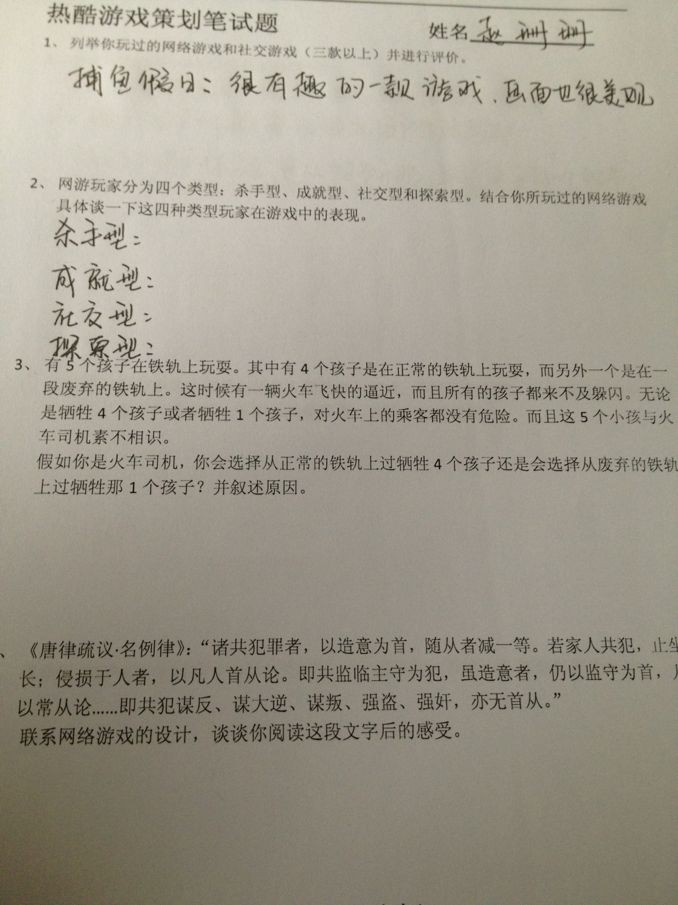 热酷游戏策划笔试题
姓名 赵珊珊
1、 列举你玩过的网络游戏和社交游戏（三款以上）并进行评价。
捕鱼假日：很有趣的一款游戏、画面也很美观
2、 网游玩家分为四个类型：杀手型、成就型、社交型和探索型。结合你所玩过的网络游戏
具体谈一下这四种类型玩家在游戏中的表现。
杀手型：
成就型：
社交型：
探索型：
3、 有 5 个孩子在铁轨上玩耍。其中有 4 个孩子是在正常的铁轨上玩耍，而另外一个是在一
段废弃的铁轨上。这时候有一辆火车飞快的逼近，而且所有的孩子都来不及躲闪。无论
是牺牲 4 个孩子或者牺牲 1 个孩子，对火车上的乘客都没有危险。而且这 5 个小孩与火
车司机素不相识。
假如你是火车司机，你会选择从正常的铁轨上过牺牲 4 个孩子还是会选择从废弃的铁轨
上过牺牲那 1 个孩子？并叙述原因。
、 《唐律疏议·名例律》：“诸共犯罪者，以造意为首，随从者减一等。若家人共犯，止坐
长；侵损于人者，以凡人首从论。即共监临主守为犯，虽造意者，仍以监守为首，
以常从论……即共犯谋反、谋大逆、谋叛、强盗、强奸，亦无首从。”
联系网络游戏的设计，谈谈你阅读这段文字后的感受。